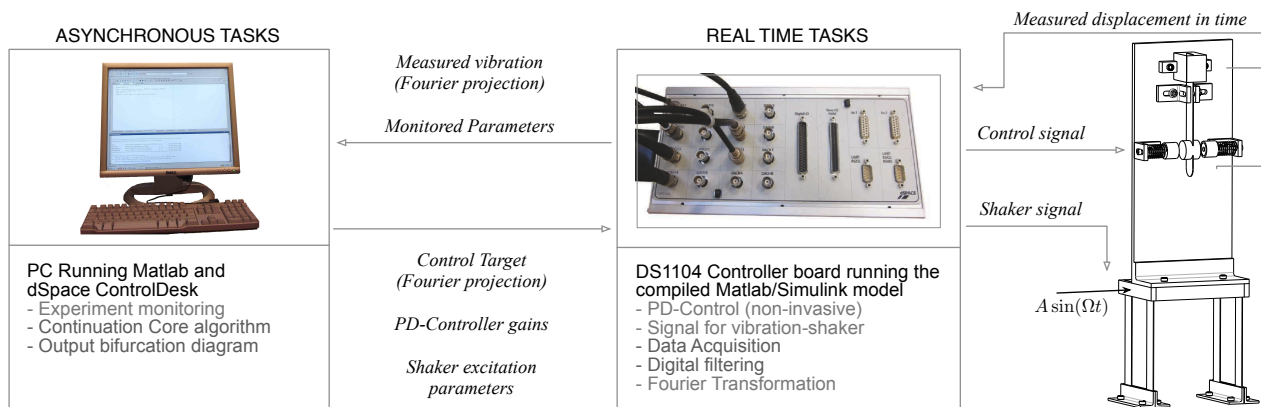 ASYNCHRONOUS TASKS
PC Running Matlab and
dSpace ControlDesk
- Experiment monitoring
- Continuation Core algorithm
- Output bifurcation diagram
Measured vibration
(Fourier projection)
Monitored Parameters
Control Target
(Fourier projection)
PD-Controller gains
Shaker excitation
parameters
REAL TIME TASKS
DS1104 Controller board running the
compiled Matlab/Simulink model
- PD-Control (non-invasive)
- Signal for vibration-shaker
- Data Acquisition
- Digital filtering
- Fourier Transformation
Measured displacement in time
Control signal
Shaker signal
A sin(Ωt)